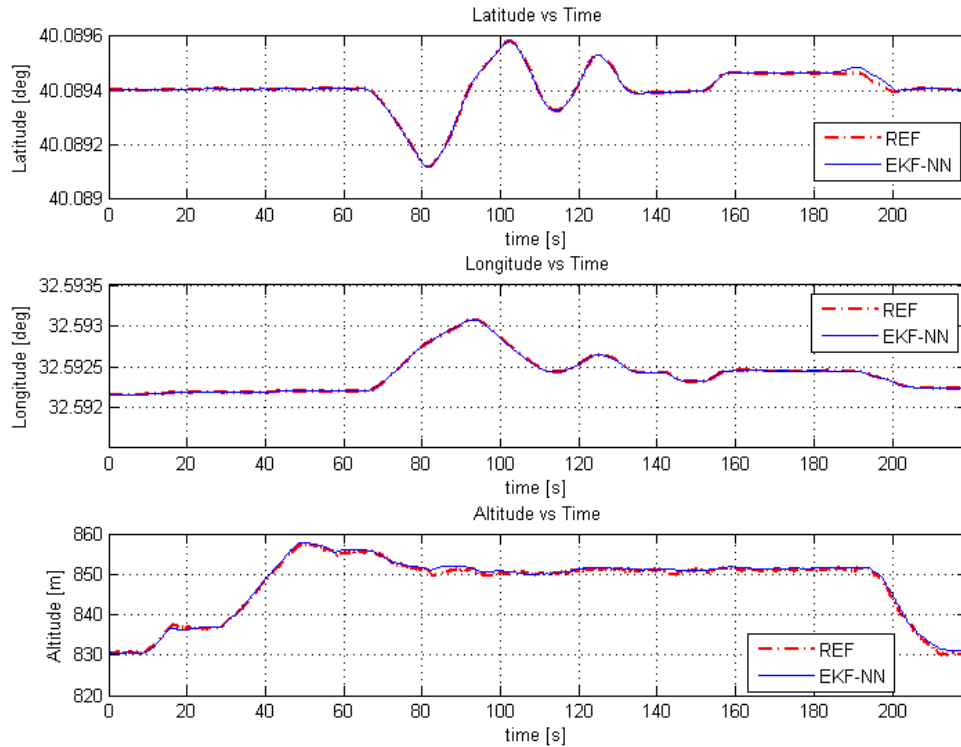 Latitude vs Time
40.0896
40.0894
40.0892
40.089
Latitude [deg]
REF
EKF-NN
0 20 40 60 80 100 120 140 160 180 200
time [s]
Longitude vs Time
32.5935
32.593
32.5925
32.592
Longitude [deg]
REF
EKF-NN
0 20 40 60 80 100 120 140 160 180 200
time [s]
Altitude vs Time
860
850
840
830
820
Altitude [m]
REF
EKF-NN
0 20 40 60 80 100 120 140 160 180 200
time [s]